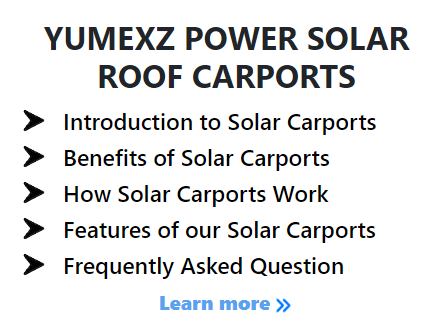 YUMEXZ POWER SOLAR
ROOF CARPORTS
Introduction to Solar Carports
Benefits of Solar Carports
How Solar Carports Work
Features of our Solar Carports
Frequently Asked Question
Learn more »